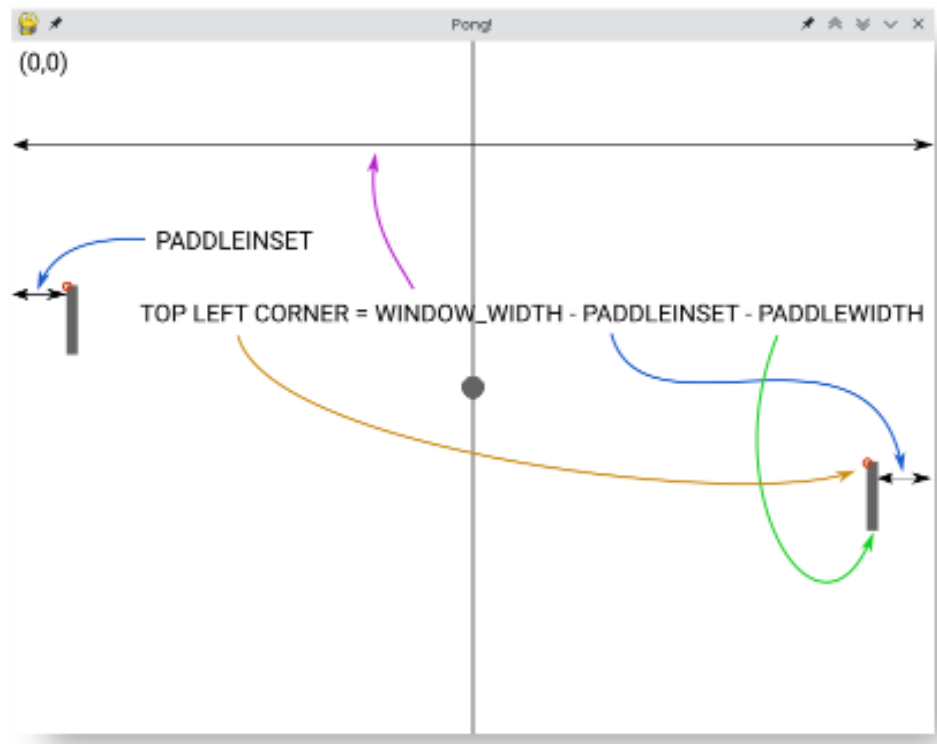 Pong!
(0,0)
PADDLEINSET
TOP LEFT CORNER = WINDOW_WIDTH - PADDLEINSET - PADDLEWIDTH